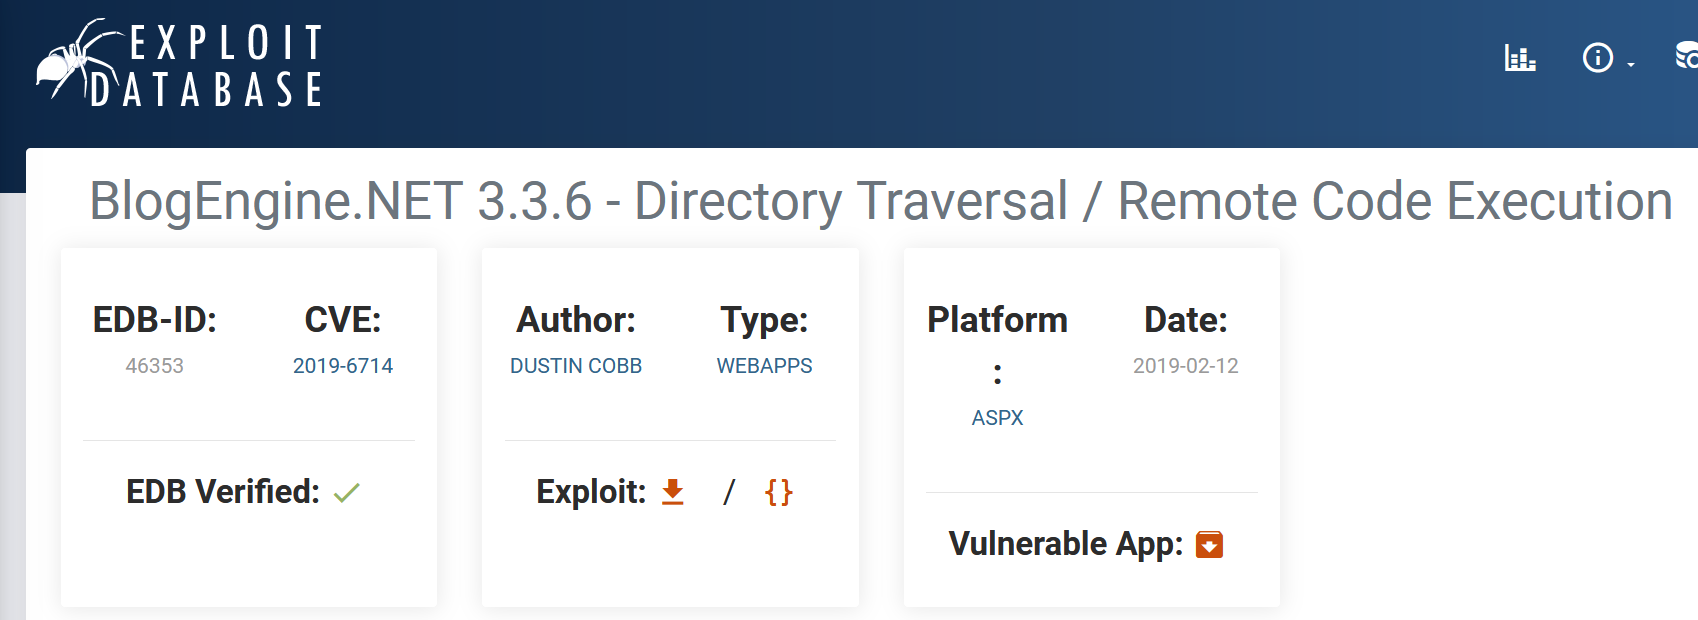 EXPLOIT
DATABASE
BlogEngine.NET 3.3.6 - Directory Traversal / Remote Code Execution
EDB-ID:
46353
CVE:
2019-6714
EDB Verified:
Author:
DUSTIN COBB
Type:
WEBAPPS
Exploit: / {}
Platform
:
ASPX
Date:
2019-02-12
Vulnerable App: